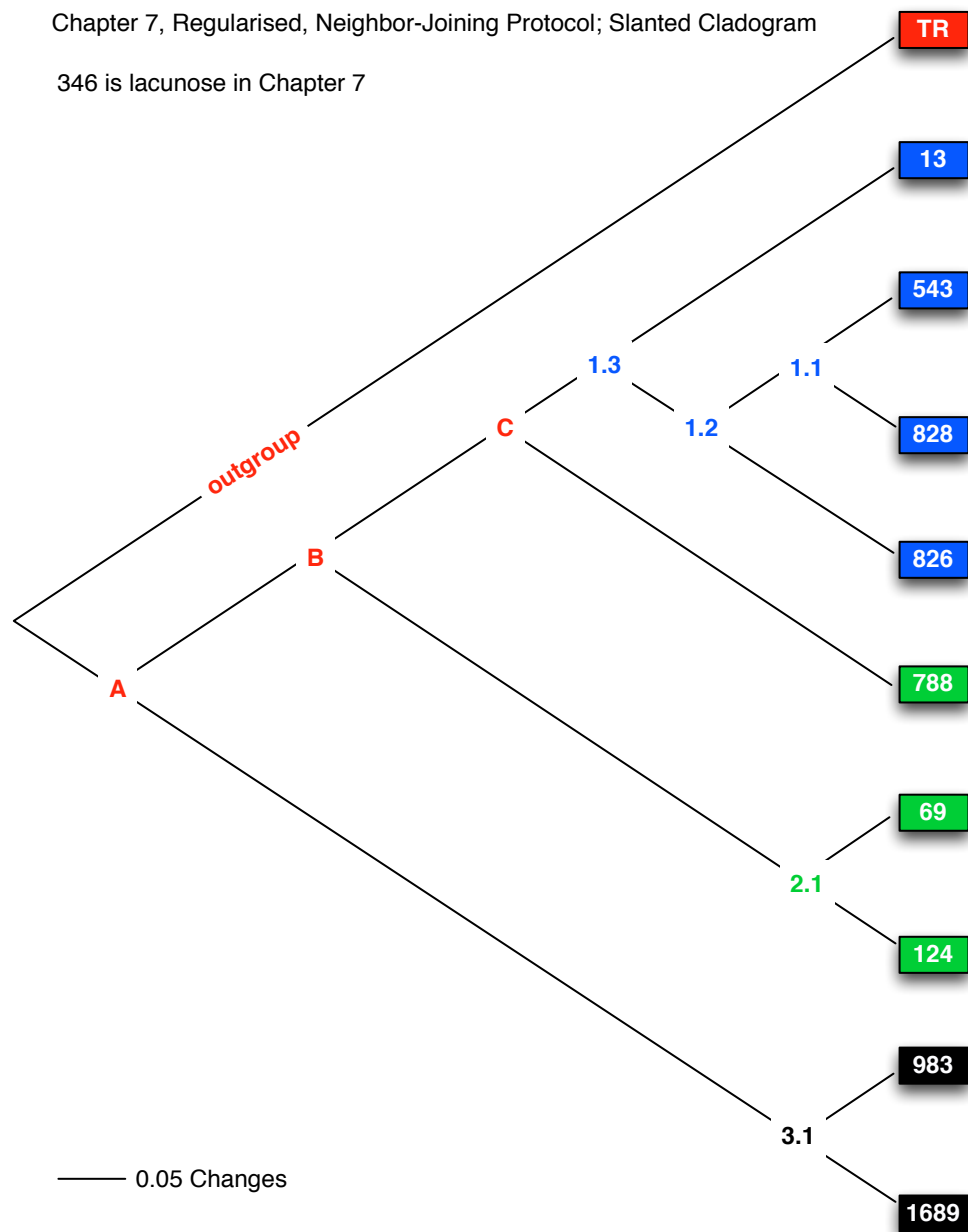 Chapter 7, Regularised, Neighbor-Joining Protocol; Slanted Cladogram
TR
346 is lacunose in Chapter 7
13
543
1.3
1.1
C
1.2
828
outgroup
B
826
A
788
69
2.1
124
983
3.1
0.05 Changes
1689